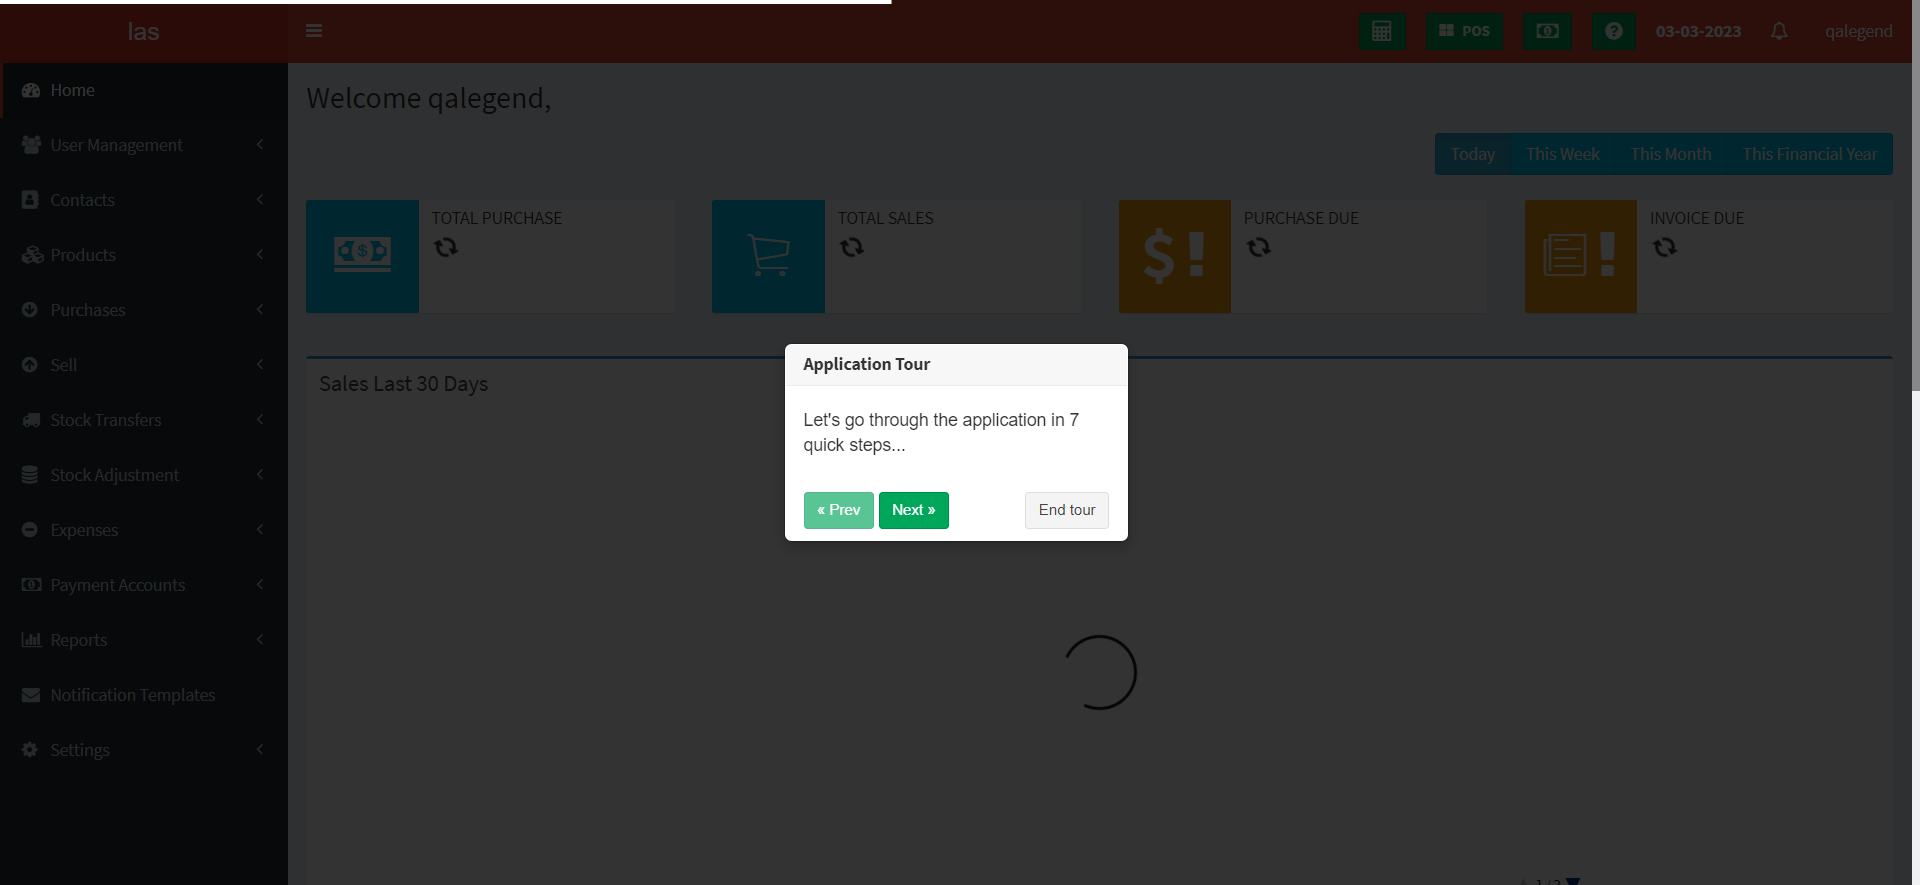 las
POS
03-03-2023
qalegend
Home
User Management
Contacts
Products
Purchases
Sell
Stock Transfers
Stock Adjustment
Expenses
Payment Accounts
Reports
Notification Templates
Settings
Welcome qalegend,
Today This Week This Month This Financial Year
TOTAL PURCHASE
TOTAL SALES
PURCHASE DUE
INVOICE DUE
Sales Last 30 Days
Application Tour
Let's go through the application in 7
quick steps...
« Prev Next » End tour